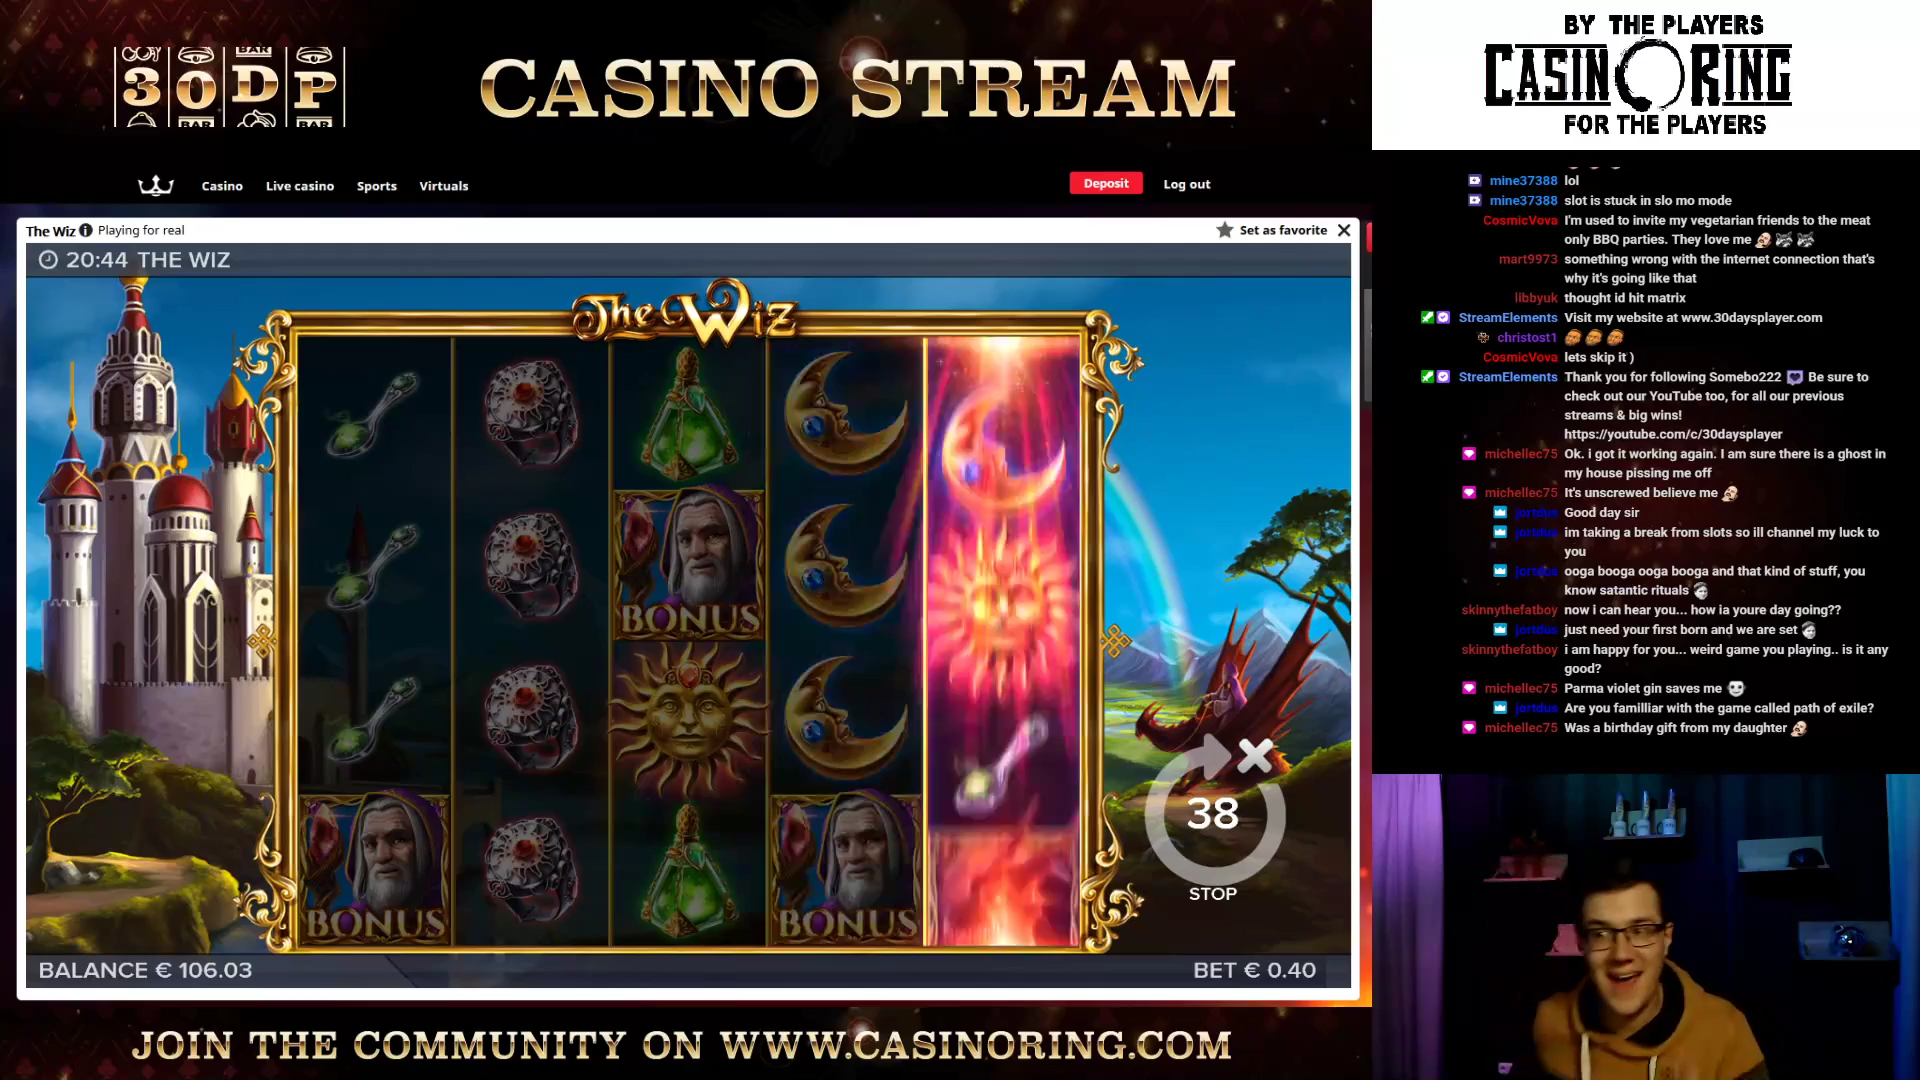 30DP
BAR
BAR
BAR
CASINO STREAM
BY THE PLAYERS
CASINORING
FOR THE PLAYERS
Casino
Live casino
Sports
Virtuals
Deposit
Log out
The Wiz
Playing for real
Set as favorite
20:44 THE WIZ
The Wiz
BONUS
BONUS
BONUS
38
STOP
BALANCE € 106.03
BET € 0.40
JOIN THE COMMUNITY ON WWW.CASINORING.COM
mine37388 lol
mine37388 slot is stuck in slo mo mode
CosmicVova I'm used to invite my vegetarian friends to the meat
only BBQ parties. They love me
mart9973 something wrong with the internet connection that's
why it's going like that
libbyuk thought id hit matrix
StreamElements Visit my website at www.30daysplayer.com
christost1
CosmicVova lets skip it )
StreamElements Thank you for following Somebo222 Be sure to
check out our YouTube too, for all our previous
streams & big wins!
https://youtube.com/c/30daysplayer
michellec75 Ok. i got it working again. I am sure there is a ghost in
my house pissing me off
michellec75 It's unscrewed believe me
jortdus Good day sir
jortdus im taking a break from slots so ill channel my luck to
you
jortdus ooga booga ooga booga and that kind of stuff, you
know satantic rituals
skinnythefatboy now i can hear you... how ia youre day going??
jortdus just need your first born and we are set
skinnythefatboy i am happy for you... weird game you playing.. is it any
good?
michellec75 Parma violet gin saves me
jortdus Are you familliar with the game called path of exile?
michellec75 Was a birthday gift from my daughter